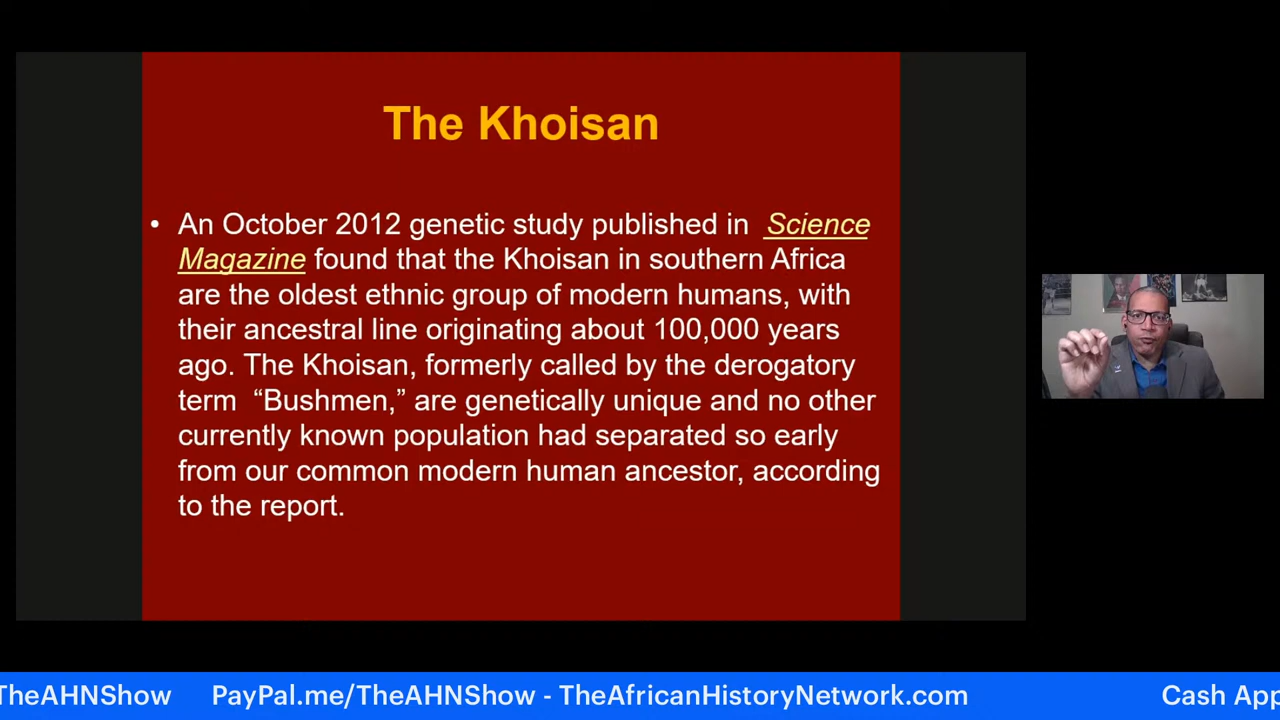 The Khoisan
• An October 2012 genetic study published in Science
Magazine found that the Khoisan in southern Africa
are the oldest ethnic group of modern humans, with
their ancestral line originating about 100,000 years
ago. The Khoisan, formerly called by the derogatory
term “Bushmen,” are genetically unique and no other
currently known population had separated so early
from our common modern human ancestor, according
to the report.
TheAHNShow PayPal.me/TheAHNShow - TheAfricanHistoryNetwork.com Cash App